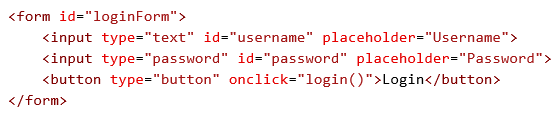 <form id="loginForm">
    <input type="text" id="username" placeholder="Username">
    <input type="password" id="password" placeholder="Password">
    <button type="button" onclick="login()">Login</button>
</form>